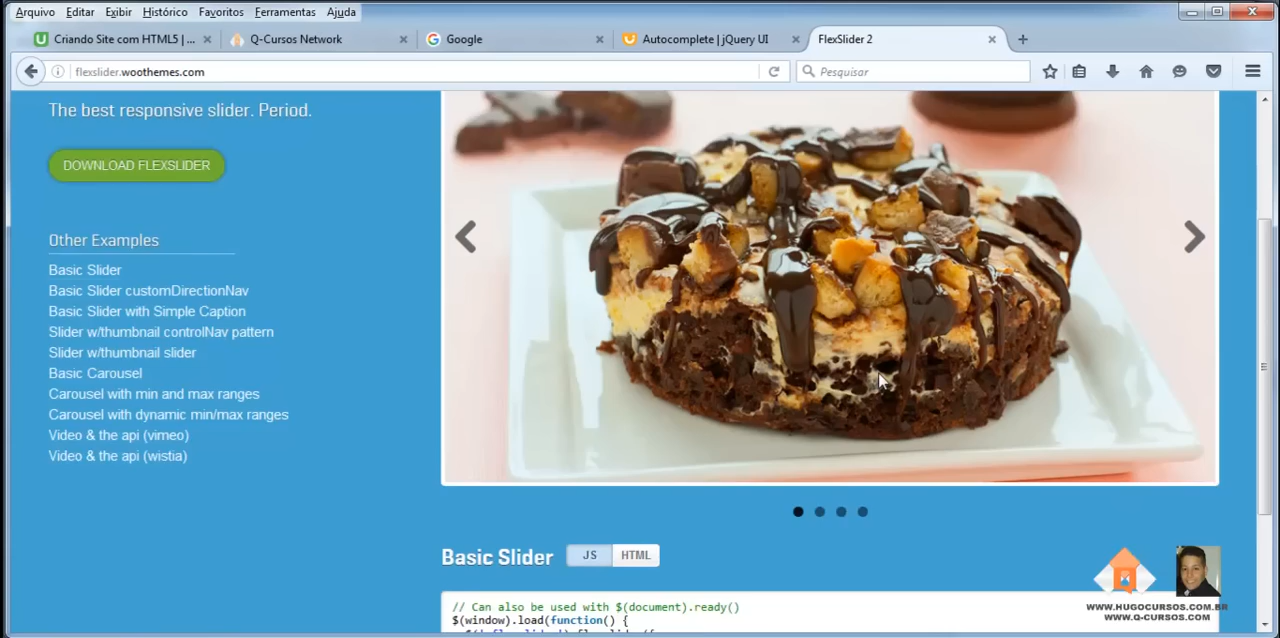 Arquivo Editar Exibir Histórico Favoritos Ferramentas Ajuda
Criando Site com HTML5 | ...
Q-Cursos Network
Google
Autocomplete | jQuery UI
FlexSlider 2
flexslider.woothemes.com
Pesquisar
The best responsive slider. Period.
DOWNLOAD FLEXSLIDER
Other Examples
Basic Slider
Basic Slider customDirectionNav
Basic Slider with Simple Caption
Slider w/thumbnail controlNav pattern
Slider w/thumbnail slider
Basic Carousel
Carousel with min and max ranges
Carousel with dynamic min/max ranges
Video & the api (vimeo)
Video & the api (wistia)
Basic Slider JS HTML
// Can also be used with $(document).ready()
$(window).load(function() {
WWW.HUGOCURSOS.COM.BR
WWW.Q-CURSOS.COM